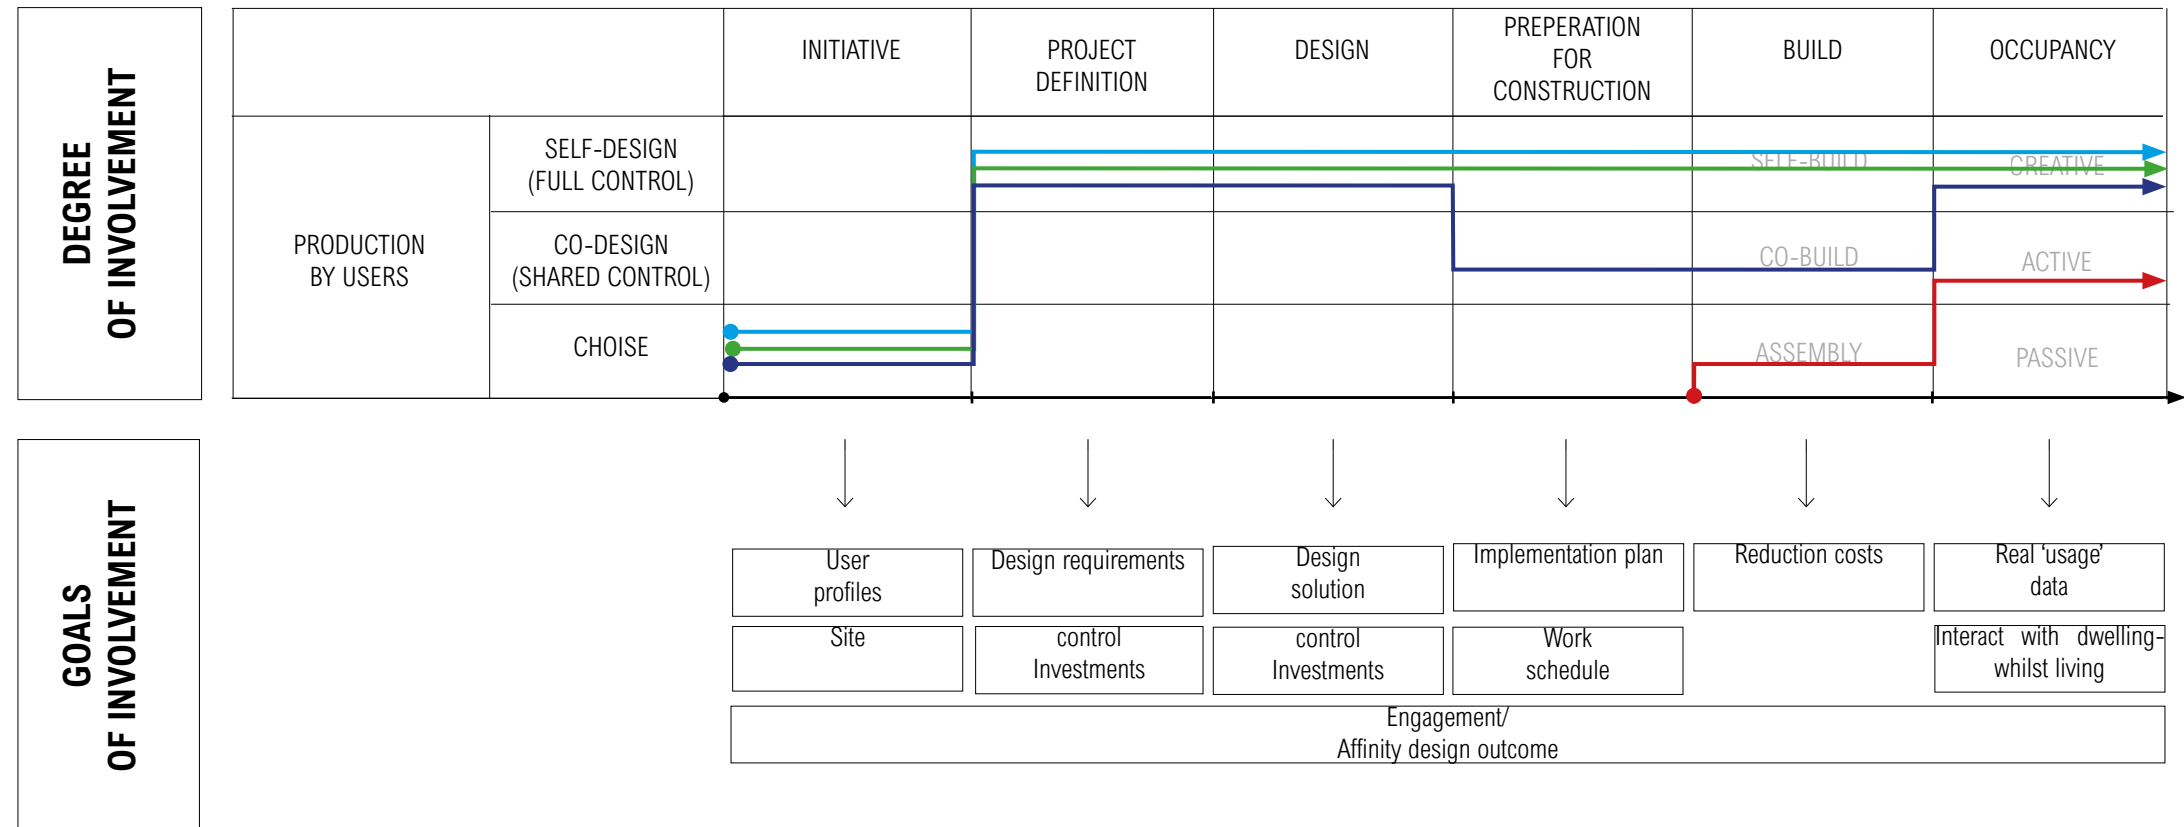 DEGREE
OF INVOLVEMENT
INITIATIVE
PROJECT
DEFINITION
DESIGN
PREPERATION
FOR
CONSTRUCTION
BUILD
OCCUPANCY
PRODUCTION
BY USERS
SELF-DESIGN
(FULL CONTROL)
SELF-BUILD
CREATIVE
CO-DESIGN
(SHARED CONTROL)
CO-BUILD
ACTIVE
CHOISE
ASSEMBLY
PASSIVE
GOALS
OF INVOLVEMENT
User
profiles
Design requirements
Design
solution
Implementation plan
Reduction costs
Real ‘usage’
data
Site
control
Investments
control
Investments
Work
schedule
Interact with dwelling-
whilst living
Engagement/
Affinity design outcome